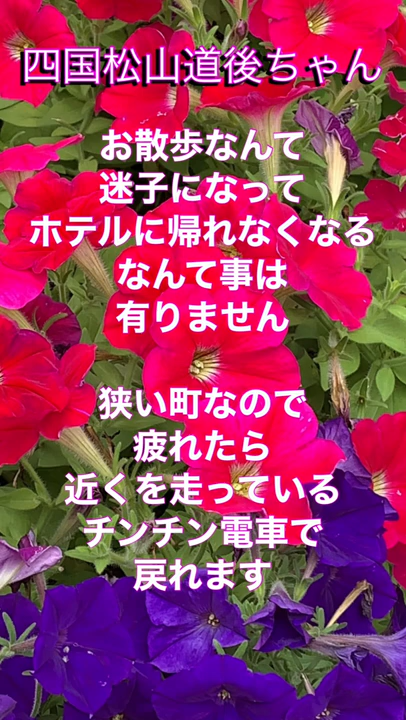 四国松山道後ちゃん
お散歩なんて
迷子になって
ホテルに帰れなくなる
なんて事は
有りません
狭い町なので
疲れたら
近くを走っている
チンチン電車で
戻れます